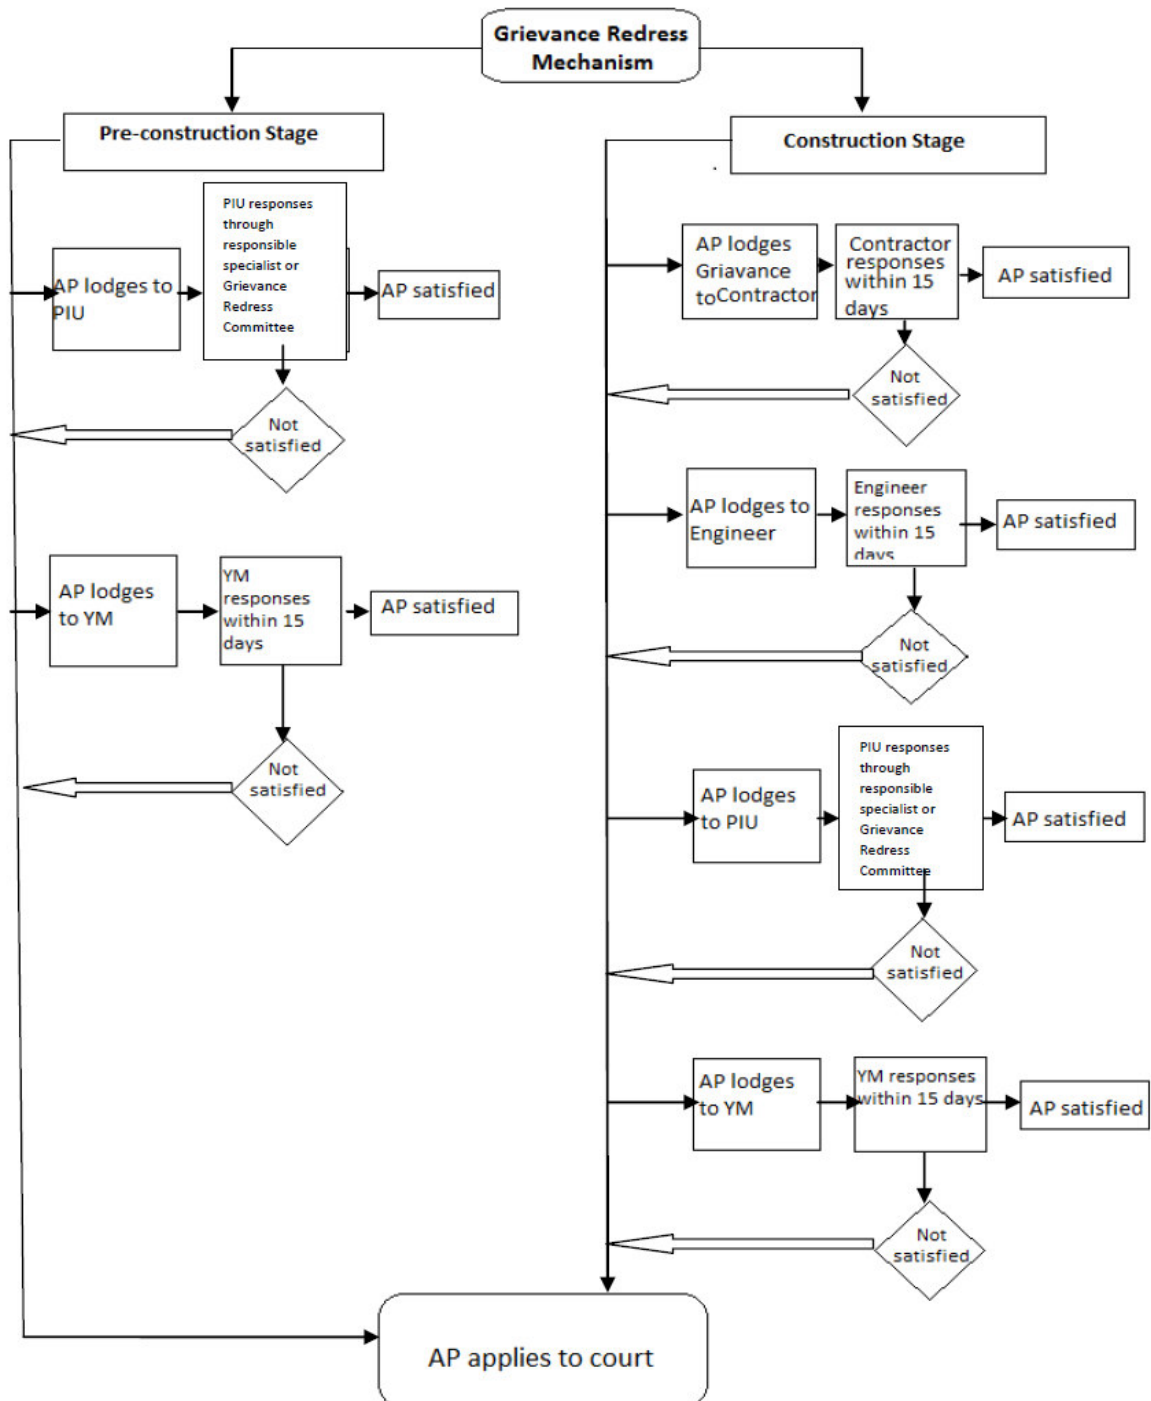 Grievance Redress
Mechanism
Pre-construction Stage
AP lodges to
PIU
PIU responses
through
responsible
specialist or
Grievance
Redress
Committee
AP satisfied
Not
satisfied
AP lodges
to YM
YM
responses
within 15
days
AP satisfied
Not
satisfied
Construction Stage
AP lodges
Griavance
toContractor
Contractor
responses
within 15
days
AP satisfied
Not
satisfied
AP lodges to
Engineer
Engineer
responses
within 15
days
AP satisfied
Not
satisfied
AP lodges
to PIU
PIU responses
through
responsible
specialist or
Grievance
Redress
Committee
AP satisfied
Not
satisfied
AP lodges
to YM
YM responses
within 15 days
AP satisfied
Not
satisfied
AP applies to court